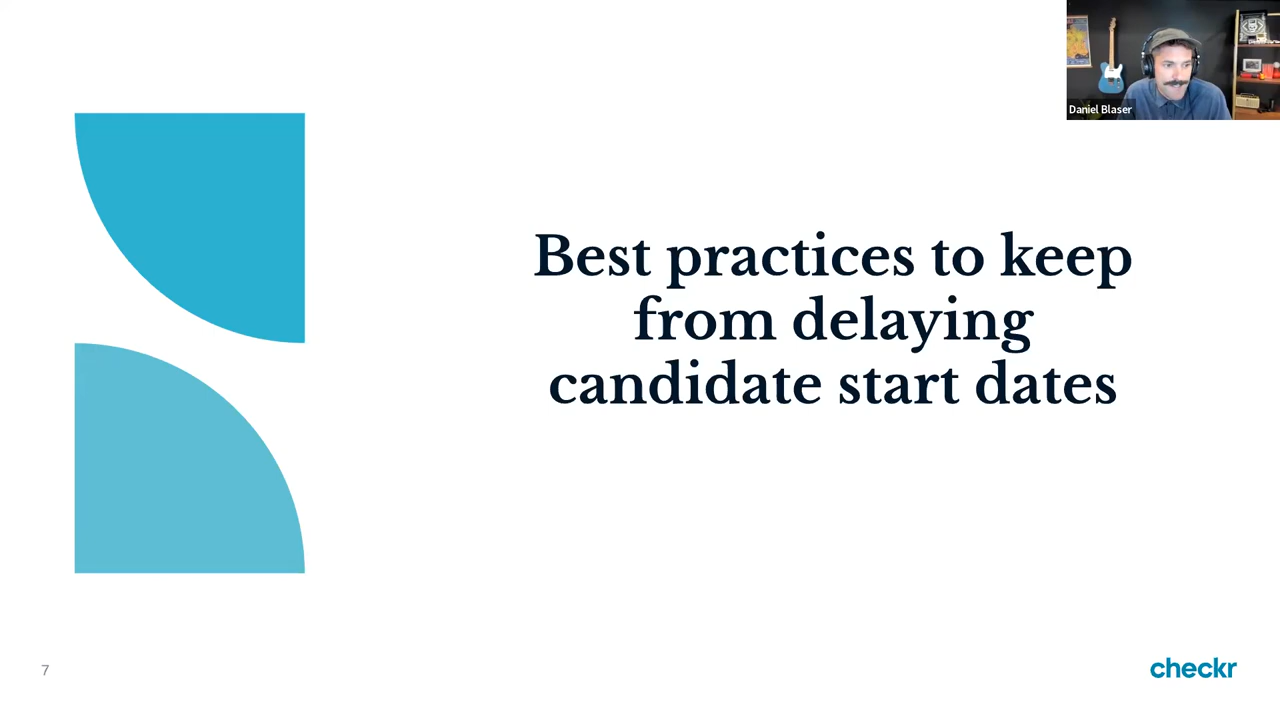 Daniel Blaser
Best practices to keep
from delaying
candidate start dates
7
checkr